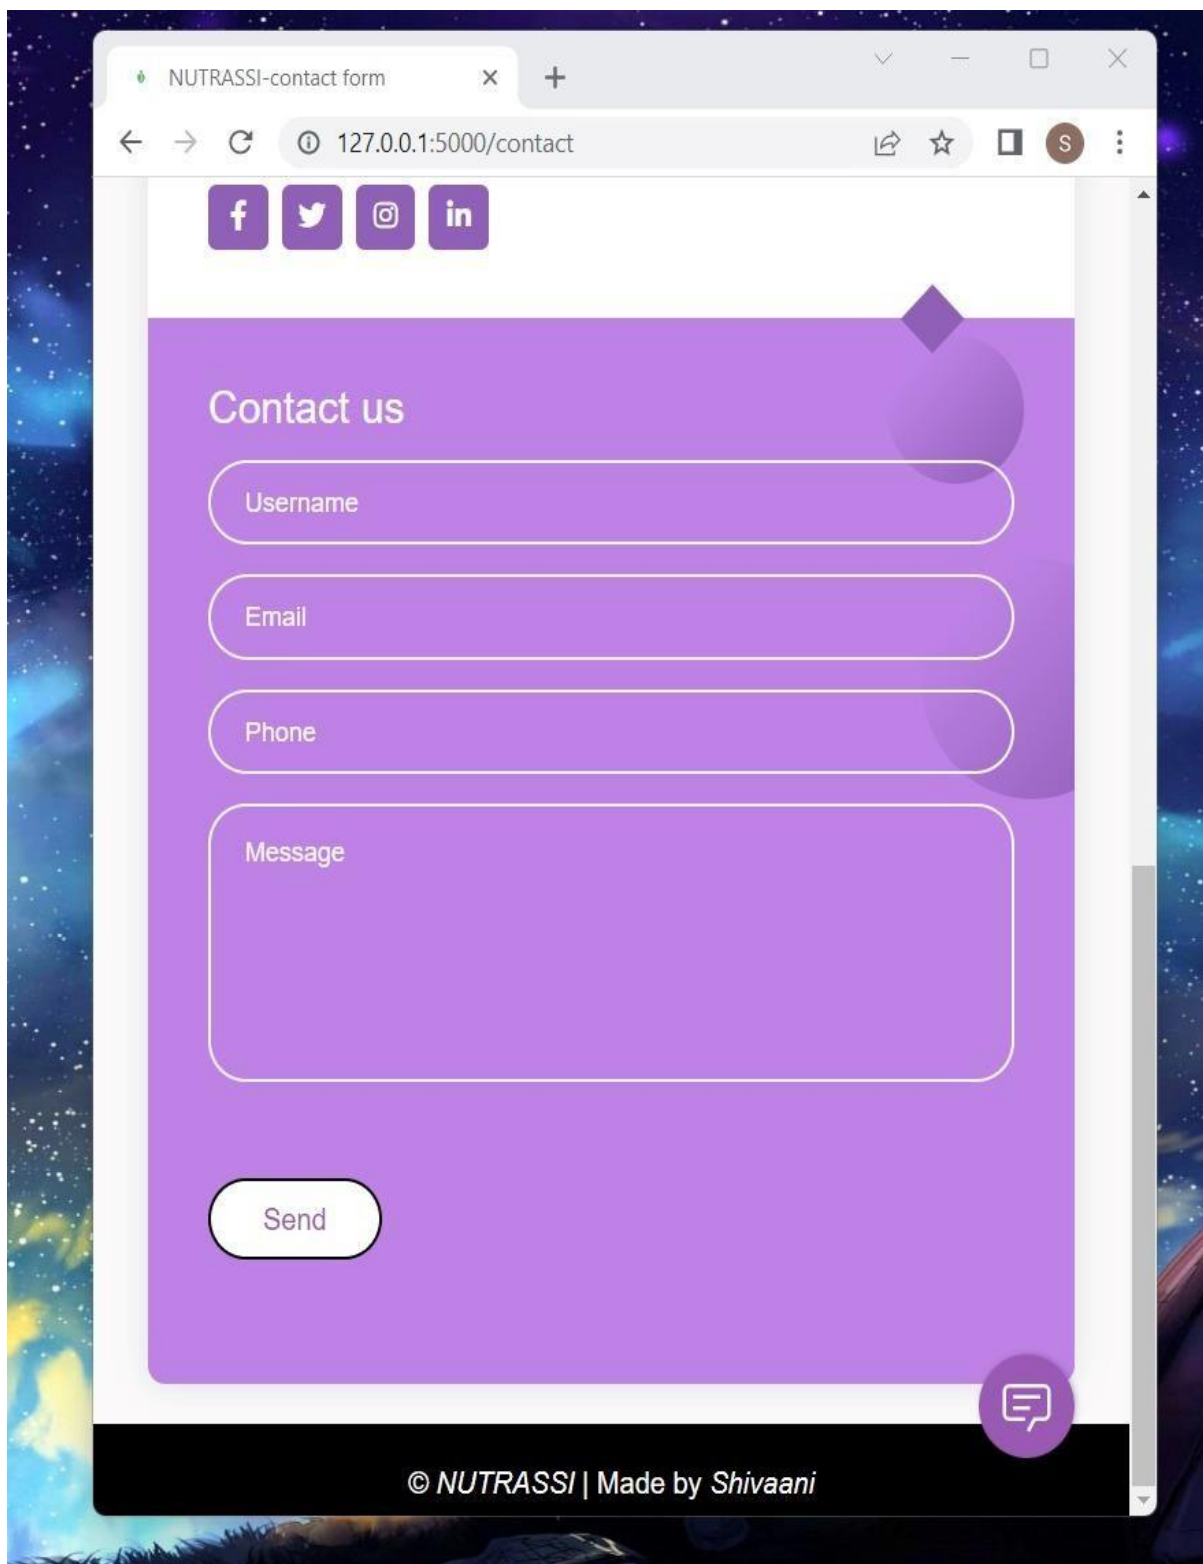 NUTRASSI-contact form
127.0.0.1:5000/contact
S
Contact us
Username
Email
Phone
Message
Send
© NUTRASSI | Made by Shivaani